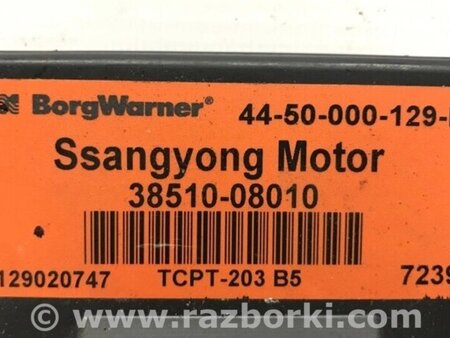 BorgWarner® 44-50-000-129-
Ssangyong Motor
38510-08010
129020747 TCPT-203 B5 7239
© www.razborki.com